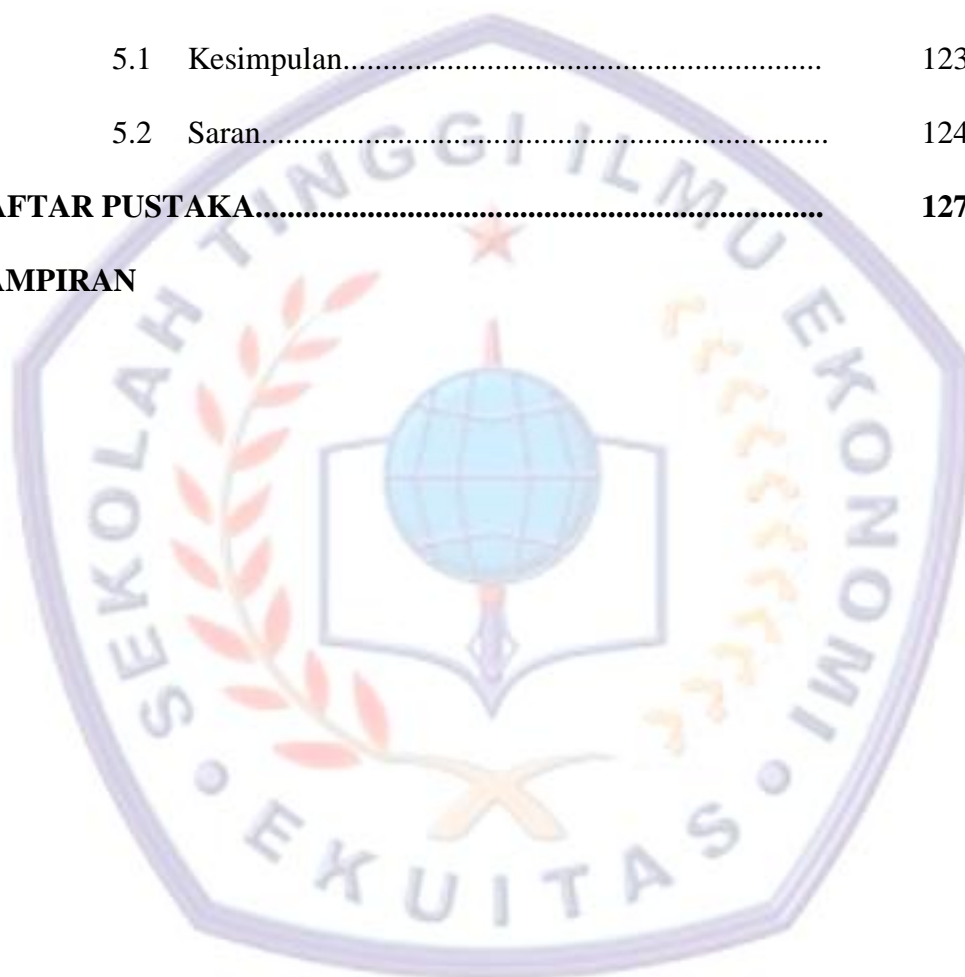 5.1 Kesimpulan............................................................ 123
5.2 Saran....................................................................... 124
AFTAR PUSTAKA....................................................................... 127
AMPIRAN
SEKOLAH TINGGI ILMU EKONOMI
• EKUITAS •